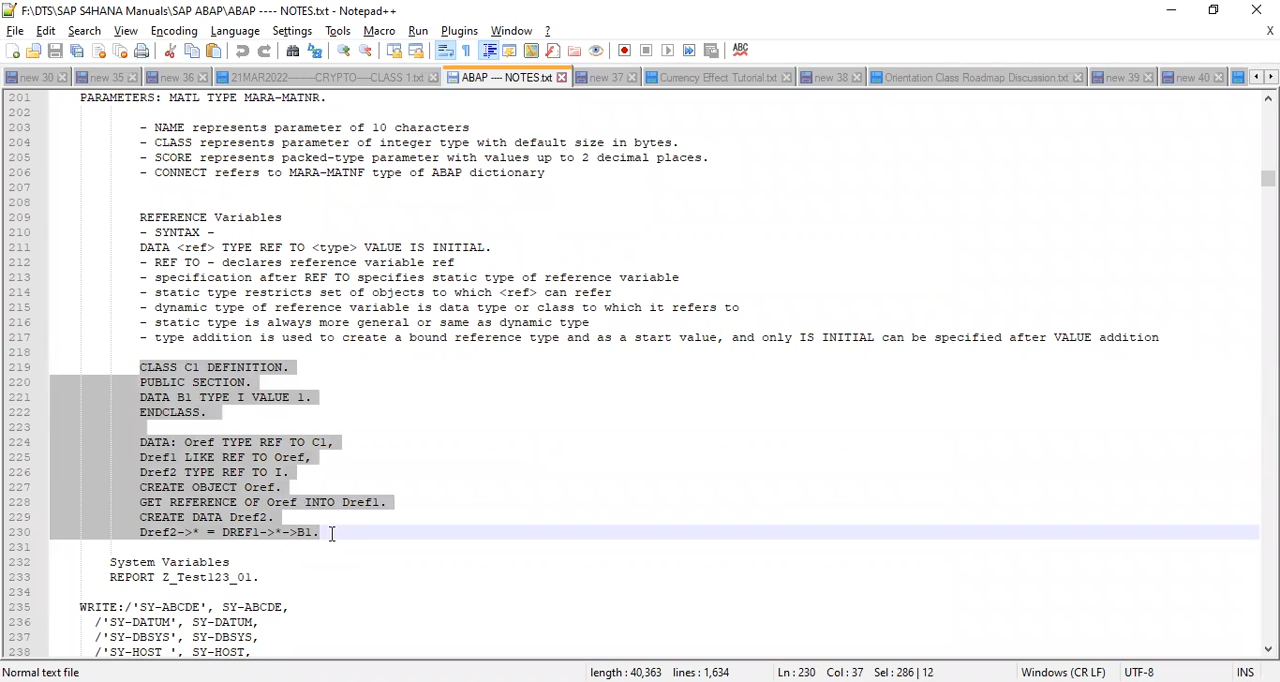 F:\DTS\SAP S4HANA Manuals\SAP ABAP\ABAP ---- NOTES.txt - Notepad++
File Edit Search View Encoding Language Settings Tools Macro Run Plugins Window ? X
new 30 new 35 new 36 21MAR2022-------CRYPTO---CLASS 1.txt ABAP ---- NOTES.txt new 37 Currency Effect Tutorial.txt new 38 Orientation Class Roadmap Discussion.txt new 39 new 40
201 PARAMETERS: MATL TYPE MARA-MATNR.
202
203 - NAME represents parameter of 10 characters
204 - CLASS represents parameter of integer type with default size in bytes.
205 - SCORE represents packed-type parameter with values up to 2 decimal places.
206 - CONNECT refers to MARA-MATNF type of ABAP dictionary
207
208
209 REFERENCE Variables
210 - SYNTAX -
211 DATA <ref> TYPE REF TO <type> VALUE IS INITIAL.
212 - REF TO - declares reference variable ref
213 - specification after REF TO specifies static type of reference variable
214 - static type restricts set of objects to which <ref> can refer
215 - dynamic type of reference variable is data type or class to which it refers to
216 - static type is always more general or same as dynamic type
217 - type addition is used to create a bound reference type and as a start value, and only IS INITIAL can be specified after VALUE addition
218
219 CLASS C1 DEFINITION.
220 PUBLIC SECTION.
221 DATA B1 TYPE I VALUE 1.
222 ENDCLASS.
223
224 DATA: Oref TYPE REF TO C1,
225 Dref1 LIKE REF TO Oref,
226 Dref2 TYPE REF TO I.
227 CREATE OBJECT Oref.
228 GET REFERENCE OF Oref INTO Dref1.
229 CREATE DATA Dref2.
230 Dref2->* = DREF1->*->B1.
231
232 System Variables
233 REPORT Z_Test123_01.
234
235 WRITE:/'SY-ABCDE', SY-ABCDE,
236 /'SY-DATUM', SY-DATUM,
237 /'SY-DBSYS', SY-DBSYS,
238 /'SY-HOST ', SY-HOST,
Normal text file length : 40,363 lines : 1,634 Ln : 230 Col : 37 Sel : 286 | 12 Windows (CR LF) UTF-8 INS